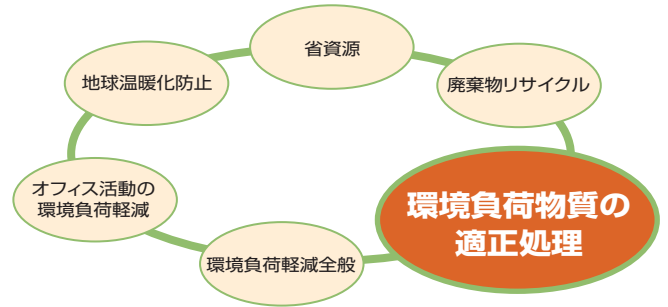 省資源
地球温暖化防止
廃棄物リサイクル
オフィス活動の
環境負荷軽減
環境負荷物質の
適正処理
環境負荷軽減全般